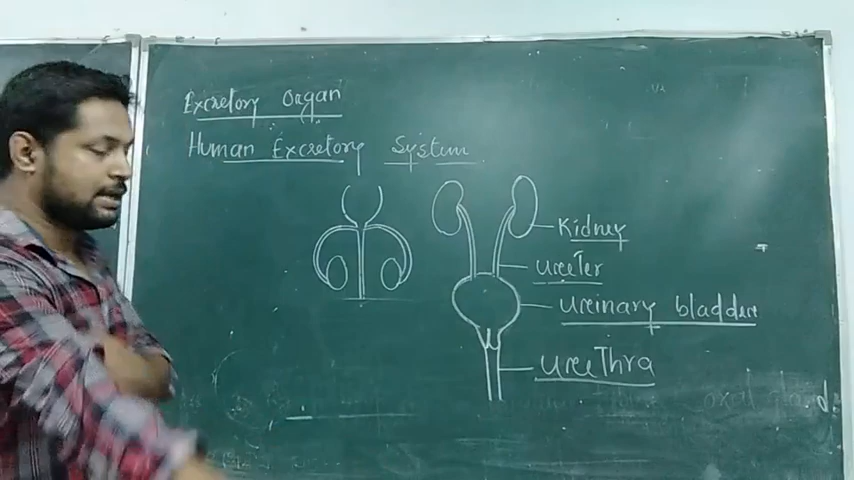 Excretory Organ
Human Excretory System
Kidney
Ureter
Urinary bladder
Urethra